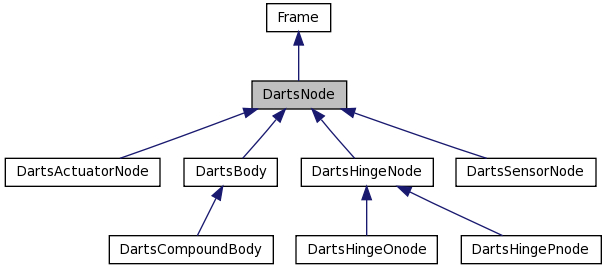 Frame
DartsNode
DartsActuatorNode
DartsBody
DartsHingeNode
DartsSensorNode
DartsCompoundBody
DartsHingeOnode
DartsHingePnode